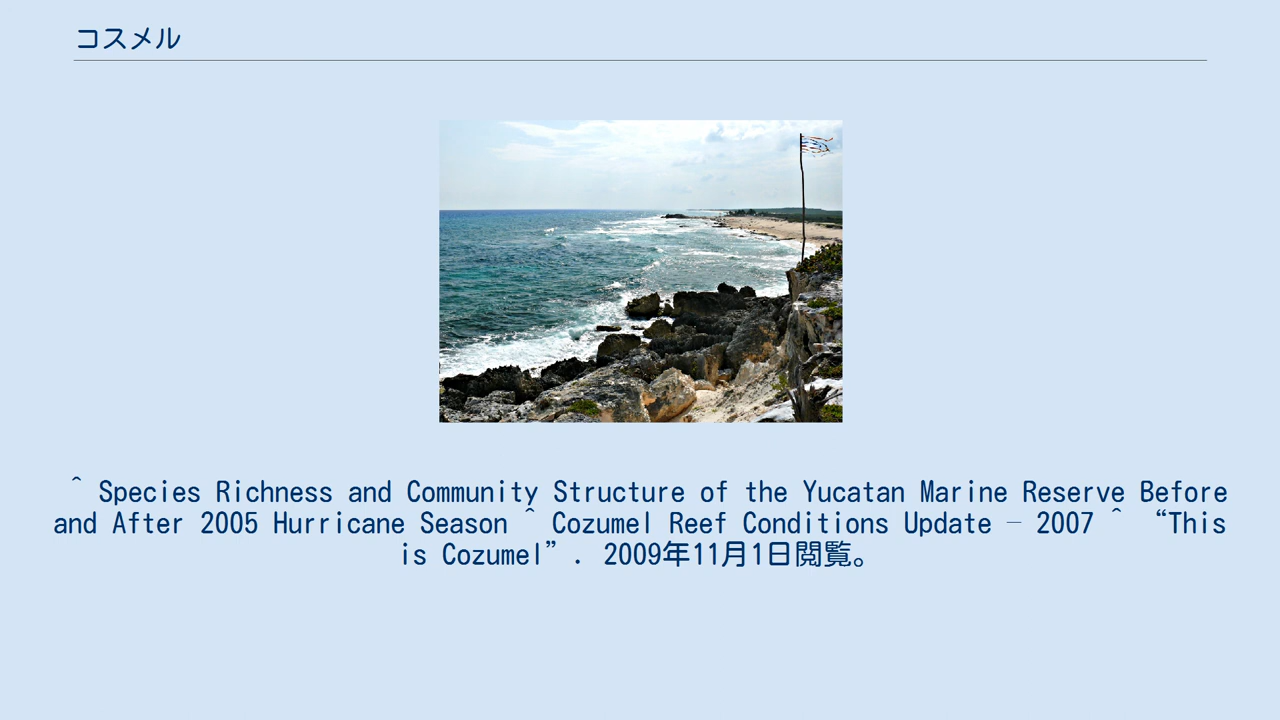 コスメル
^ Species Richness and Community Structure of the Yucatan Marine Reserve Before
and After 2005 Hurricane Season ^ Cozumel Reef Conditions Update – 2007 ^ “This
is Cozumel”. 2009年11月1日閲覧。